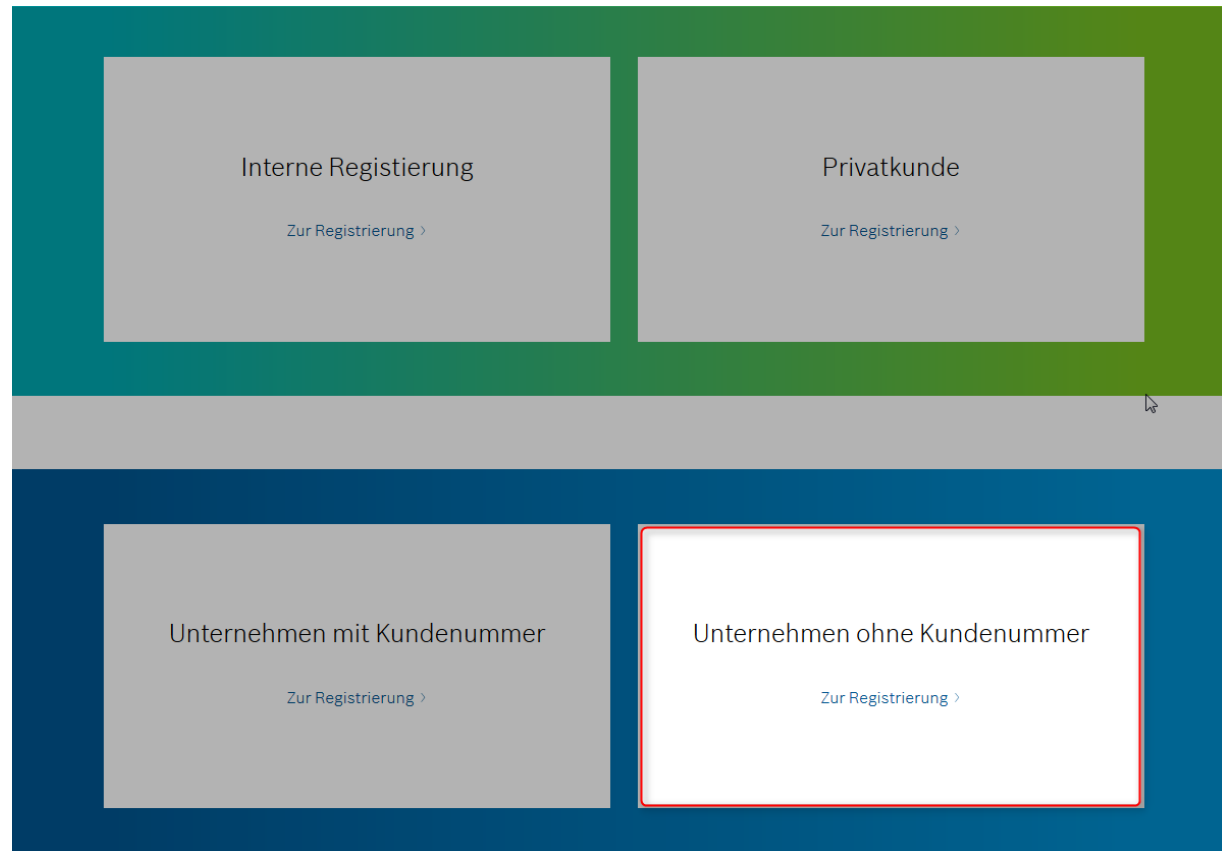 Interne Registierung
Zur Registrierung >
Privatkunde
Zur Registrierung >
Unternehmen mit Kundenummer
Zur Registrierung >
Unternehmen ohne Kundenummer
Zur Registrierung >